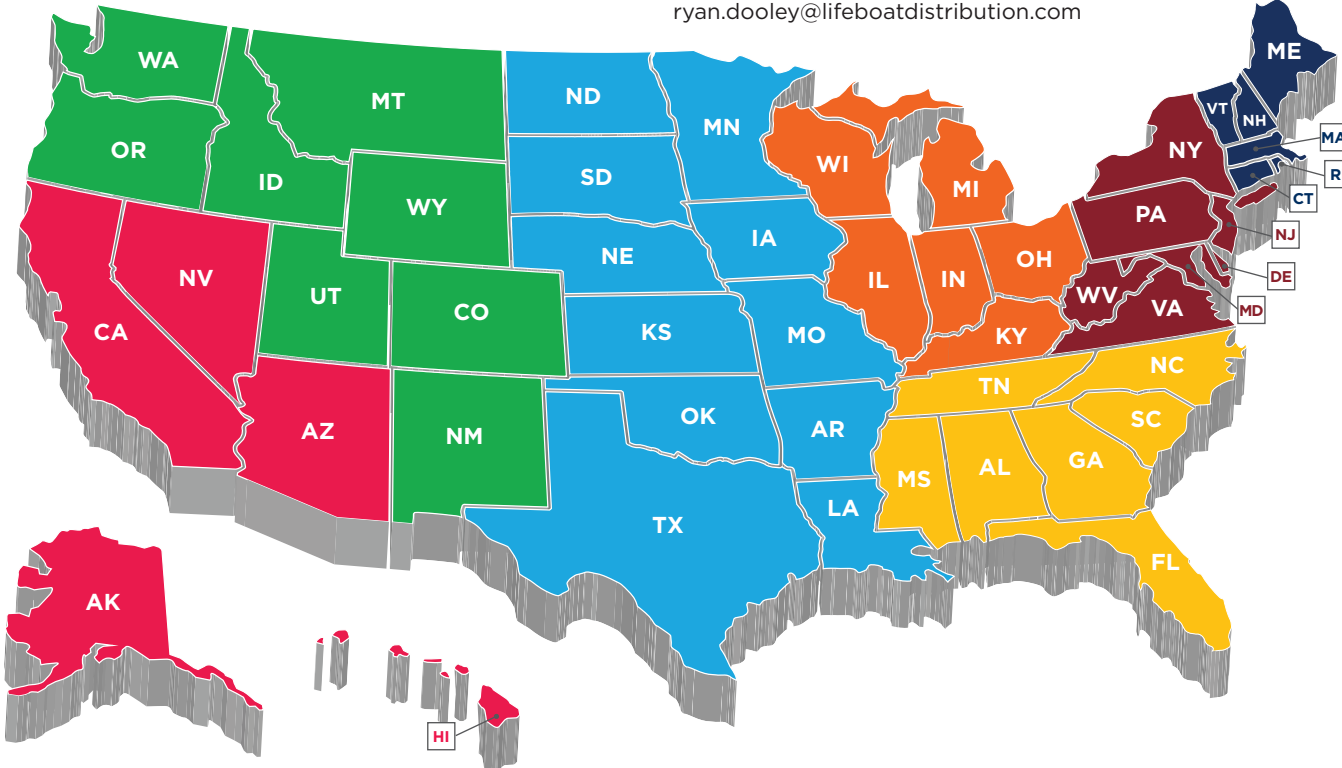 ryan.dooley@lifeboatdistribution.com
ME
WA
MT
ND
MN
VT
NH
MA
OR
ID
WY
SD
WI
MI
NY
CT
PA
NJ
NV
UT
CO
NE
IA
IL
IN
OH
WV
VA
DE
MD
CA
KS
MO
KY
AZ
NM
OK
AR
TN
NC
SC
MS
AL
GA
TX
LA
FL
AK
HI